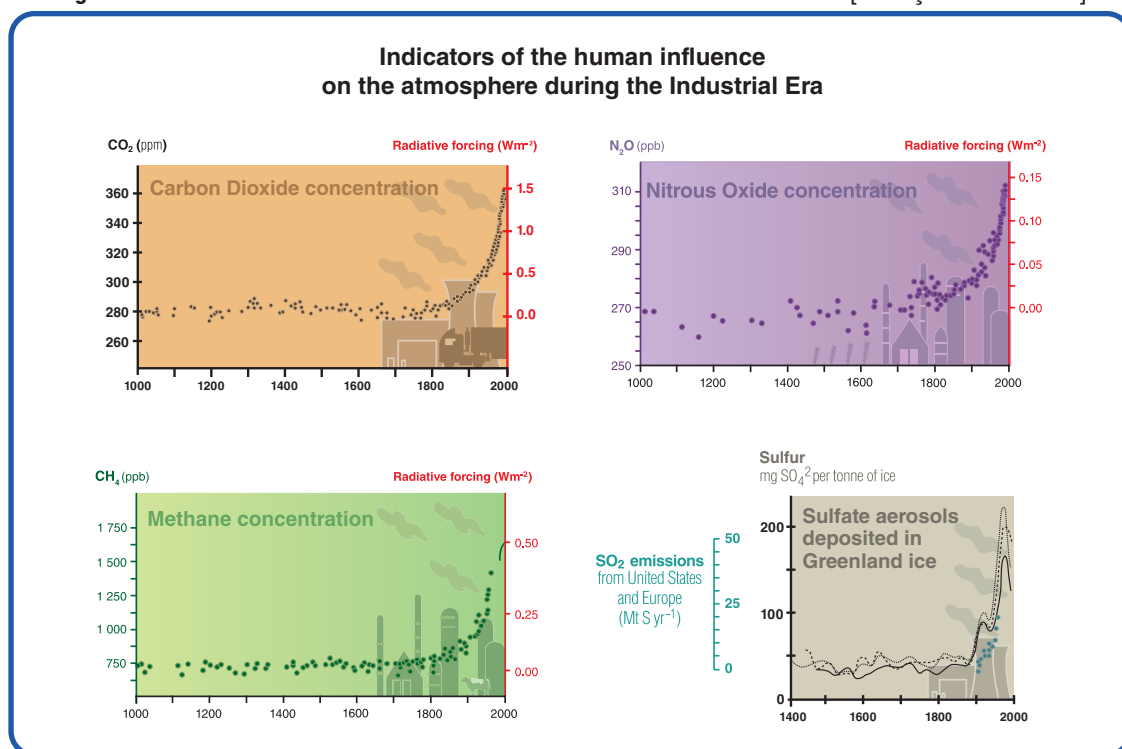 Indicators of the human influence
on the atmosphere during the Industrial Era
CO2 (ppm)
Radiative forcing (Wm-2)
Carbon Dioxide concentration
360
340
320
300
280
260
1.5
1.0
0.5
0.0
1000 1200 1400 1600 1800 2000
N2O (ppb)
Radiative forcing (Wm-2)
Nitrous Oxide concentration
310
290
270
250
0.15
0.10
0.05
0.00
1000 1200 1400 1600 1800 2000
CH4 (ppb)
Radiative forcing (Wm-2)
Methane concentration
1 750
1 500
1 250
1 000
750
0.50
0.25
0.00
1000 1200 1400 1600 1800 2000
SO2 emissions
from United States
and Europe
(Mt S yr-1)
50
25
0
Sulfur
mg SO4 2 per tonne of ice
Sulfate aerosols
deposited in
Greenland ice
200
100
0
1400 1600 1800 2000